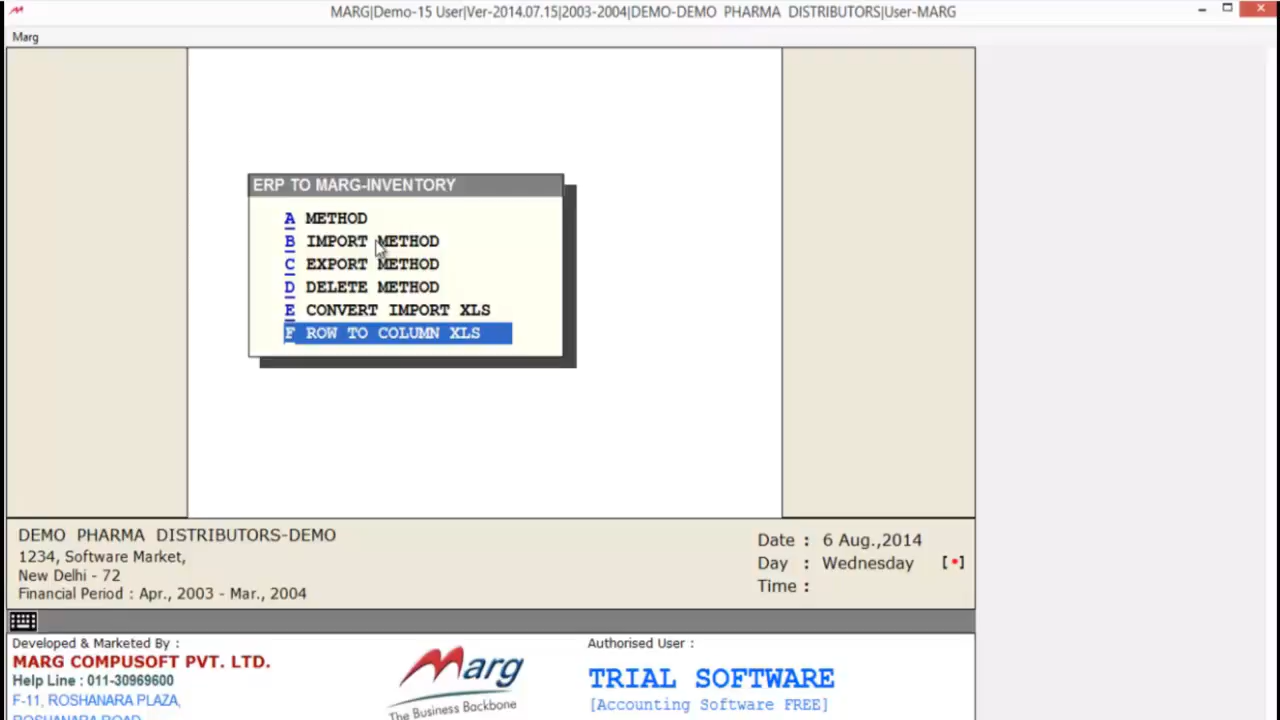 MARG|Demo-15 User|Ver-2014.07.15|2003-2004|DEMO-DEMO PHARMA DISTRIBUTORS|User-MARG
Marg
ERP TO MARG-INVENTORY
A METHOD
B IMPORT METHOD
C EXPORT METHOD
D DELETE METHOD
E CONVERT IMPORT XLS
F ROW TO COLUMN XLS
DEMO PHARMA DISTRIBUTORS-DEMO
1234, Software Market,
New Delhi - 72
Financial Period : Apr., 2003 - Mar., 2004
Date : 6 Aug.,2014
Day : Wednesday [•]
Time :
Developed & Marketed By :
MARG COMPUSOFT PVT. LTD.
Help Line : 011-30969600
F-11, ROSHANARA PLAZA,
ROSHANARA ROAD
Marg
The Business Backbone
Authorised User :
TRIAL SOFTWARE
[Accounting Software FREE]